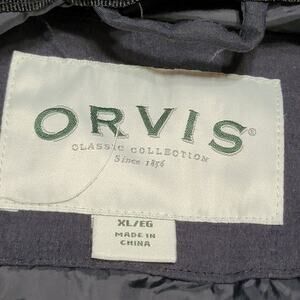 ORVIS®
CLASSIC COLLECTION
Since 1856
XL/EG
MADE IN
CHINA